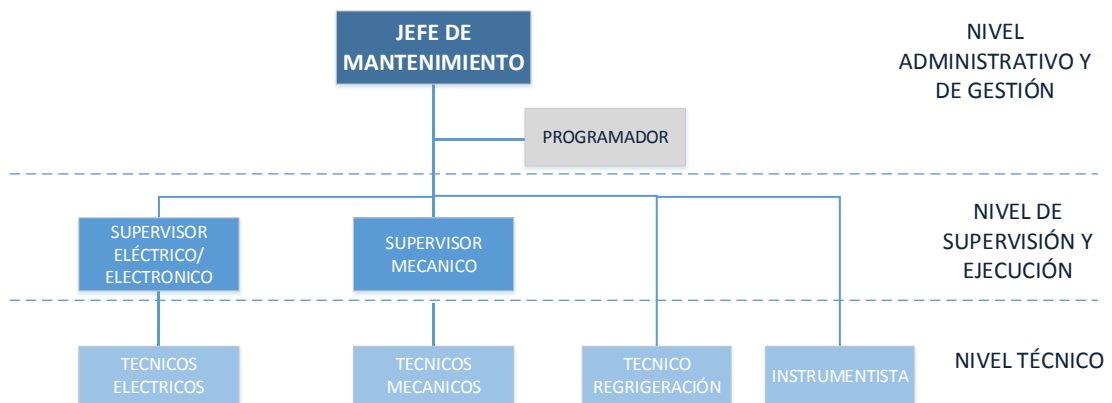 JEFE DE
MANTENIMIENTO
NIVEL
ADMINISTRATIVO Y
DE GESTIÓN
PROGRAMADOR
SUPERVISOR
ELÉCTRICO/
ELECTRONICO
SUPERVISOR
MECANICO
NIVEL DE
SUPERVISIÓN Y
EJECUCIÓN
TECNICOS
ELECTRICOS
TECNICOS
MECANICOS
TECNICO
REGRIGERACIÓN
INSTRUMENTISTA
NIVEL TÉCNICO